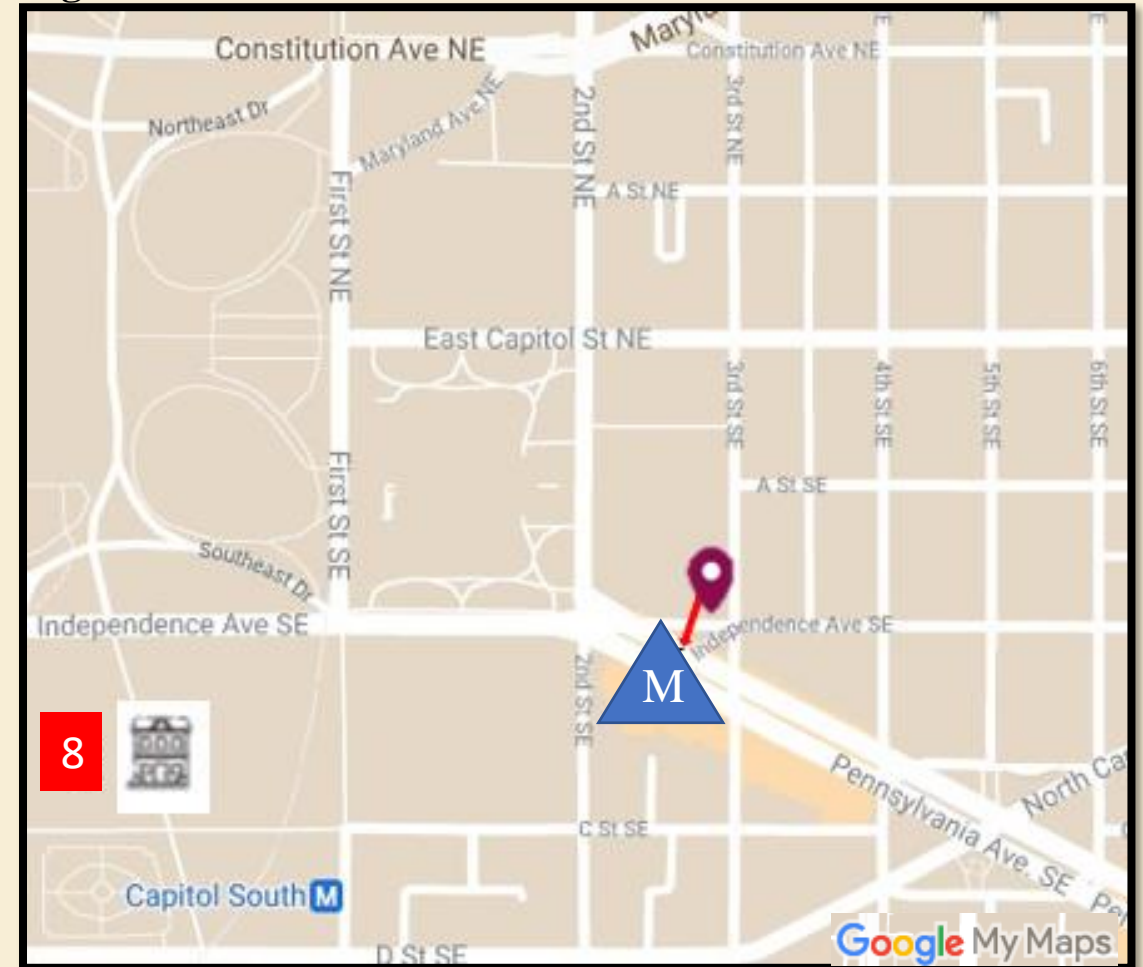 Constitution Ave NE
Constitution Ave NE
Northeast Dr
Maryland Ave NE
2nd St NE
3rd St NE
A St NE
First St NE
East Capitol St NE
3rd St SE
4th St SE
5th St SE
6th St SE
First St SE
A St SE
Southeast Dr
Independence Ave SE
Independence Ave SE
2nd St SE
M
8
Pennsylvania Ave. SE
C St SE
Capitol South M
D St SE
Google My Maps